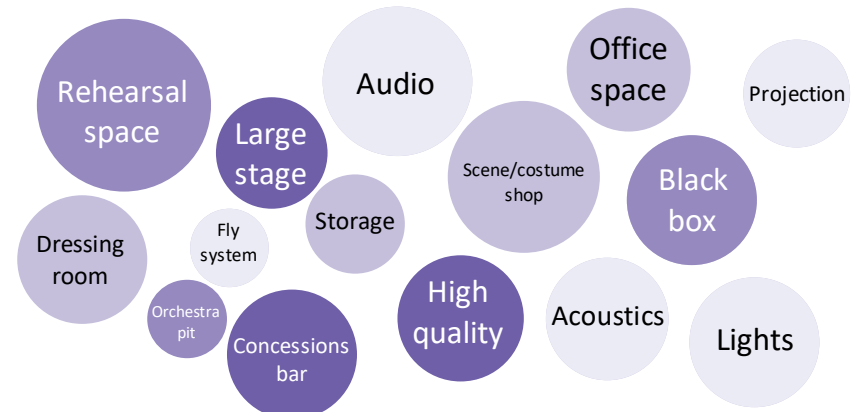 Rehearsal
space
Large
stage
Audio
Office
space
Projection
Scene/costume
shop
Black
box
Dressing
room
Fly
system
Storage
Orchestra
pit
Concessions
bar
High
quality
Acoustics
Lights